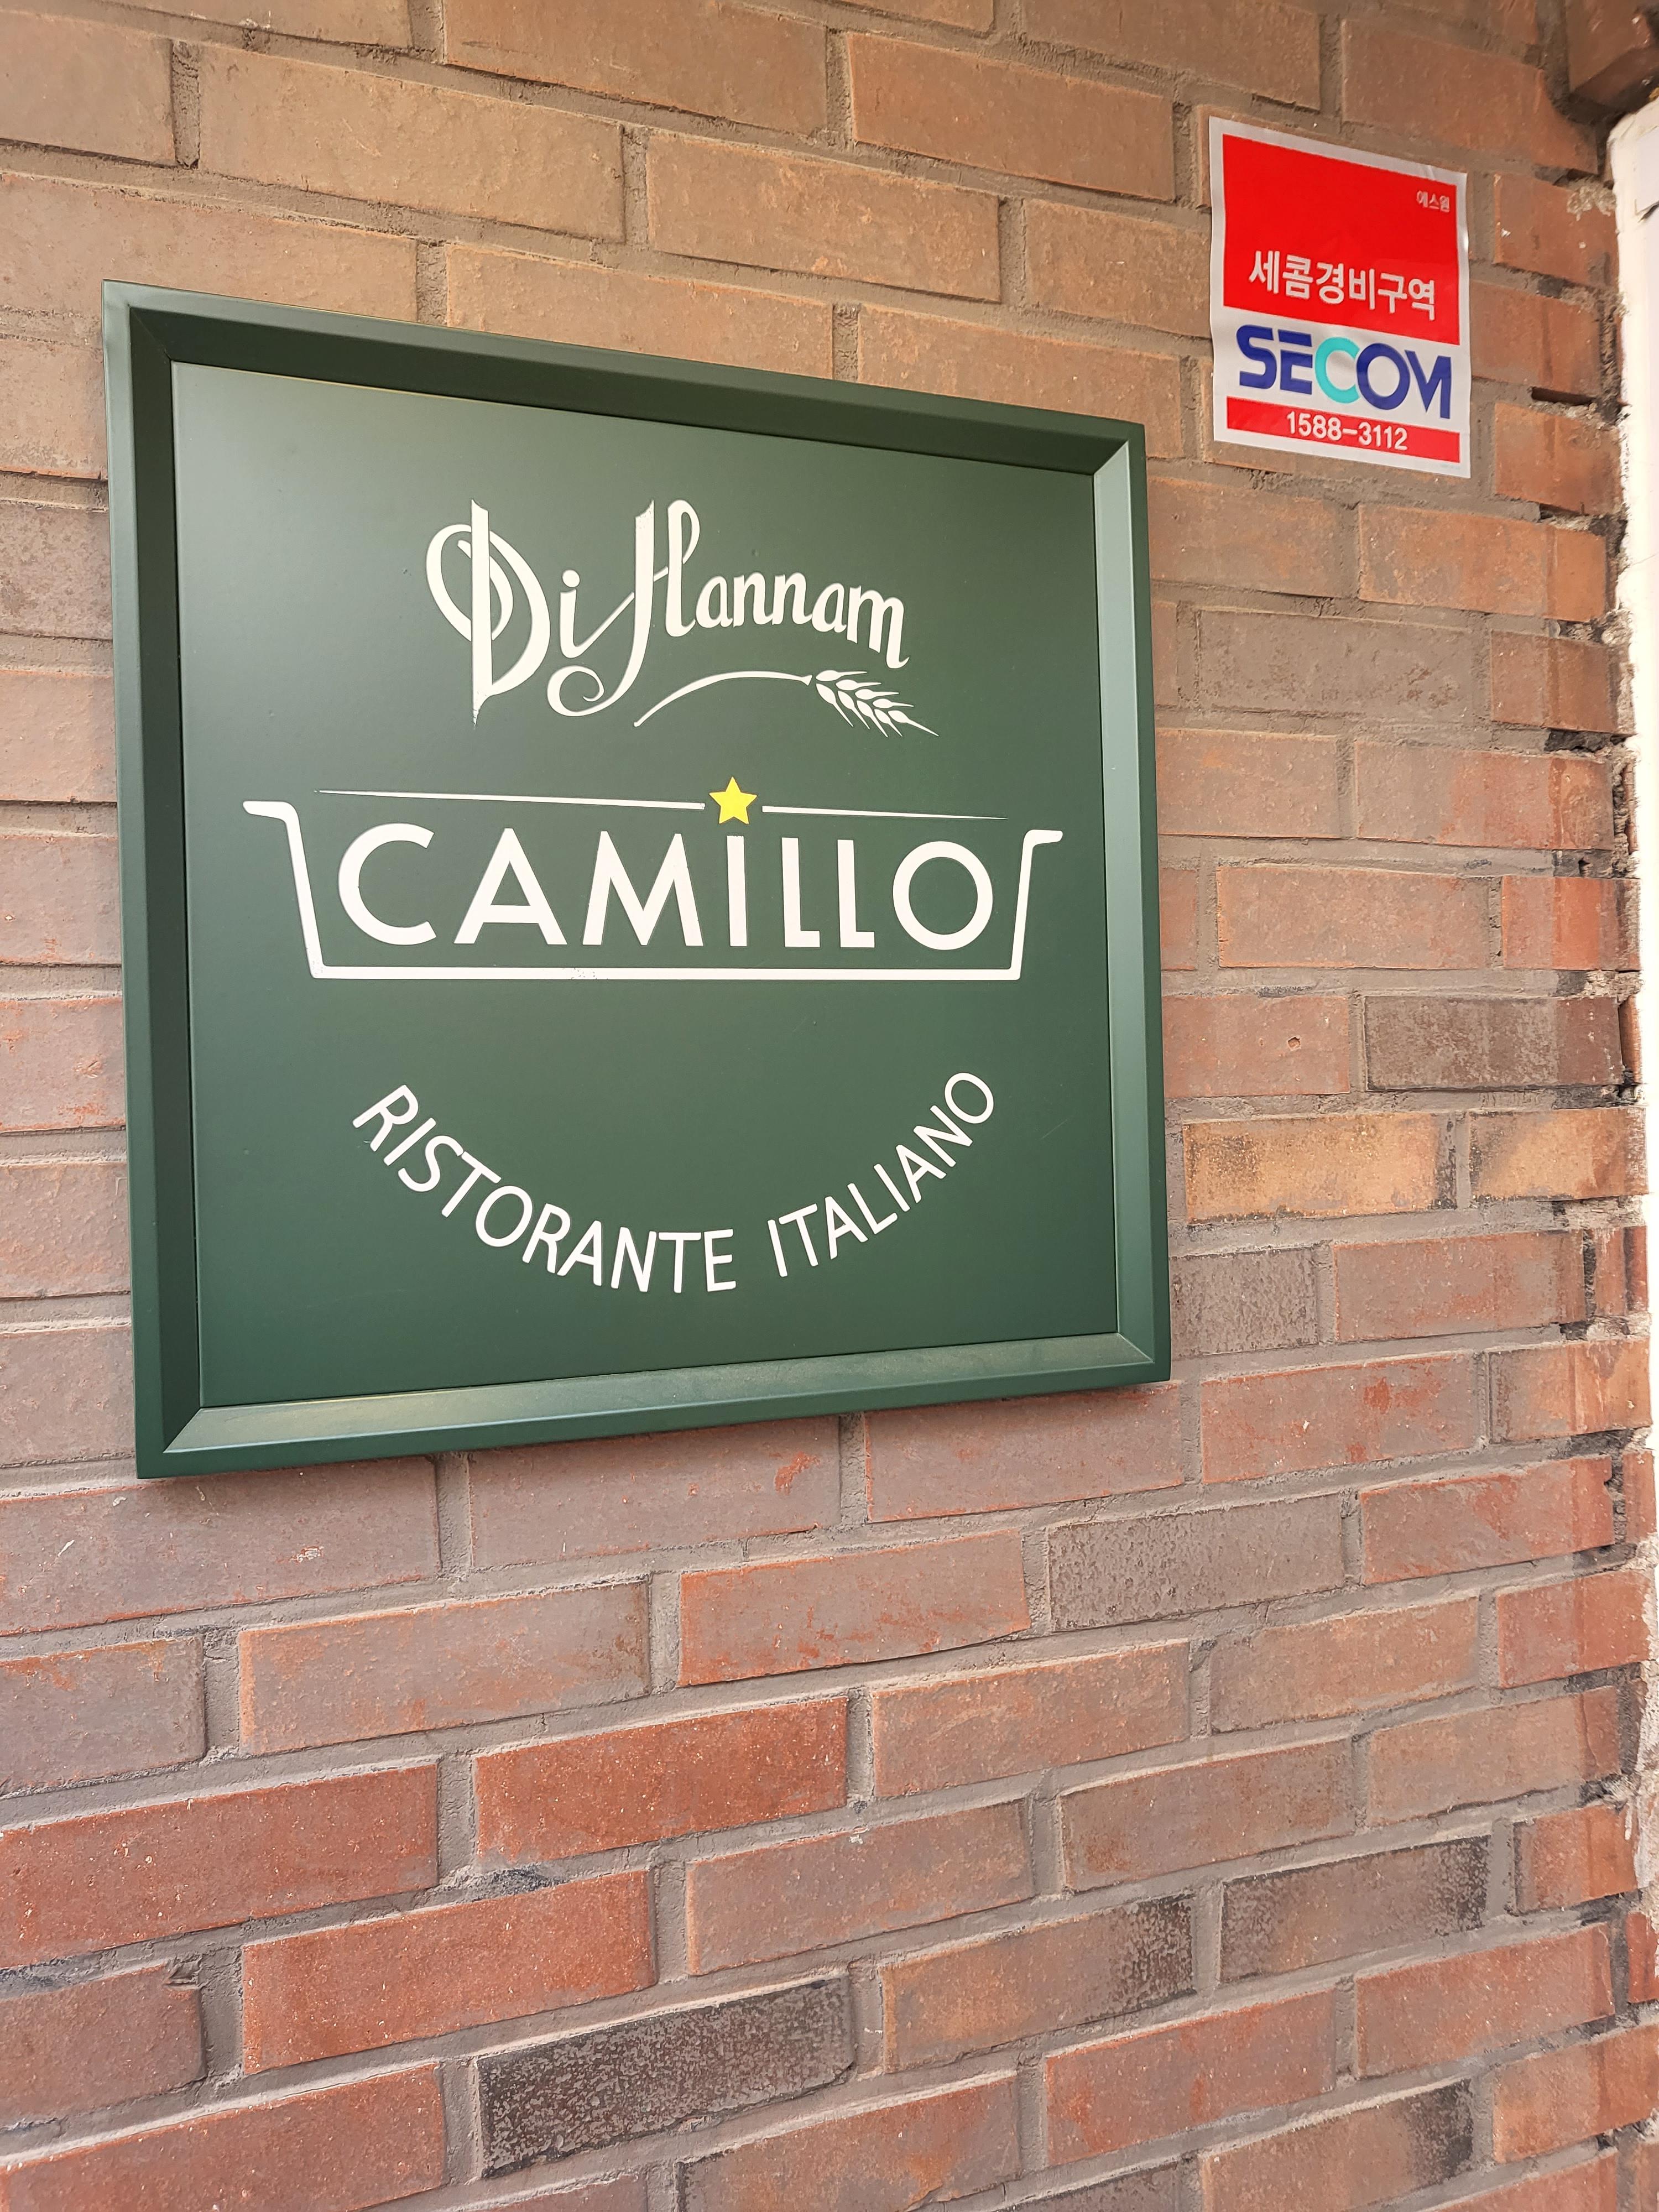 Di Hannam
CAMILLO
RISTORANTE ITALIANO
에스원
세콤경비구역
SECOM
1588-3112